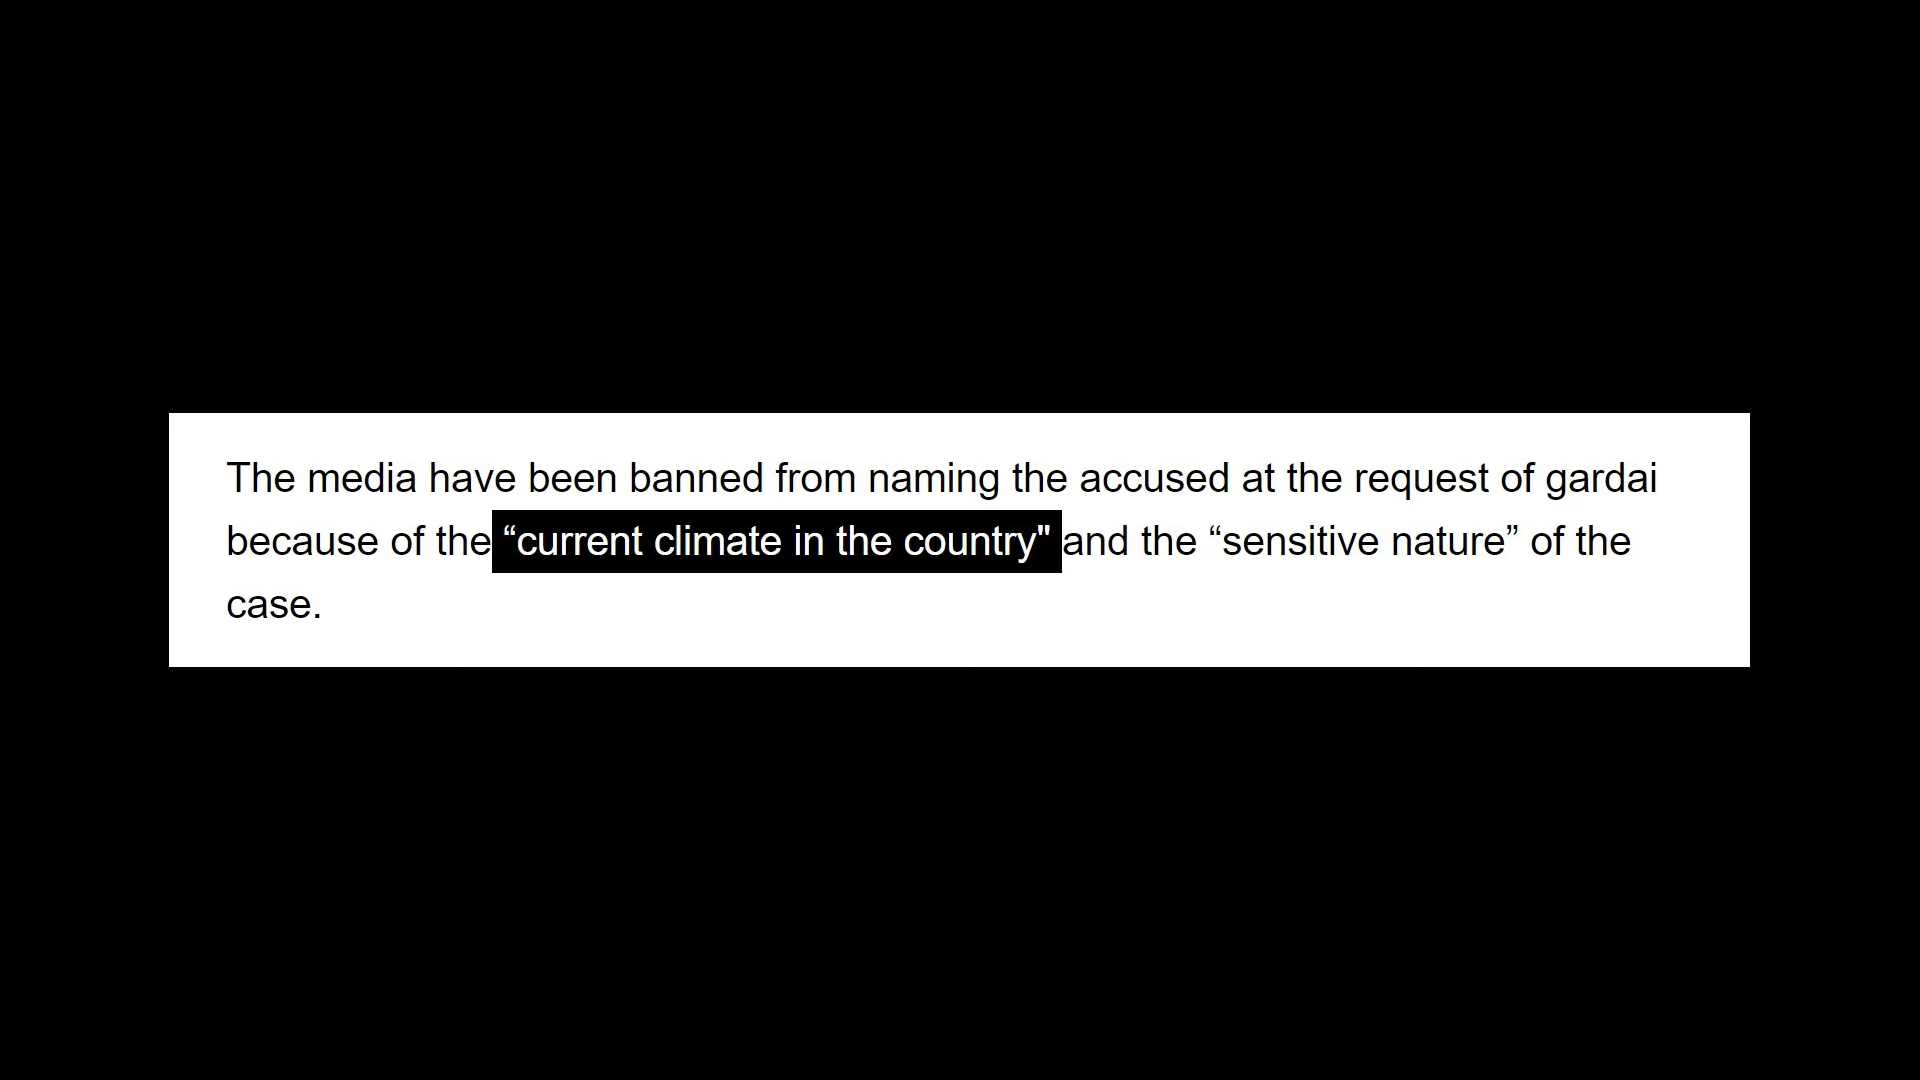 The media have been banned from naming the accused at the request of gardai
because of the “current climate in the country" and the “sensitive nature” of the
case.